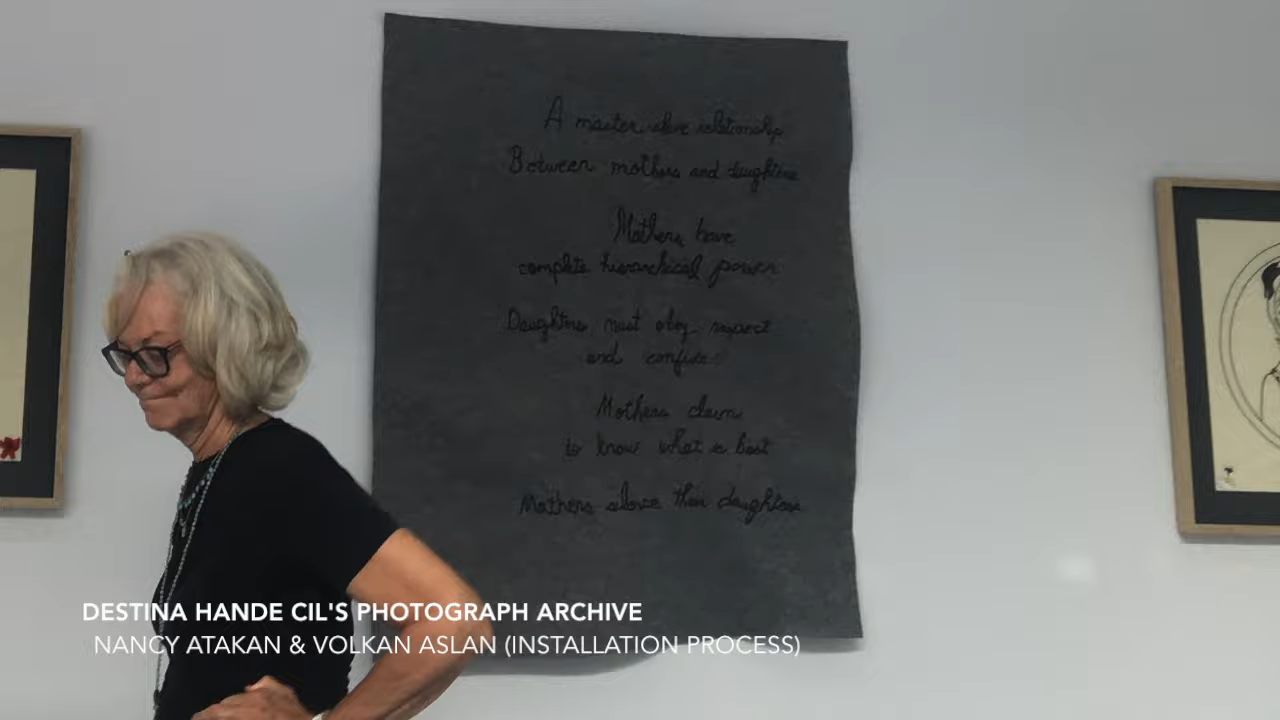 A master slave relationship
Between mothers and daughters
Mothers have
complete hierarchical power
Daughters must obey respect
and confide
Mothers claim
to know what is best
Mothers silence their daughters
DESTINA HANDE CIL'S PHOTOGRAPH ARCHIVE
NANCY ATAKAN & VOLKAN ASLAN (INSTALLATION PROCESS)